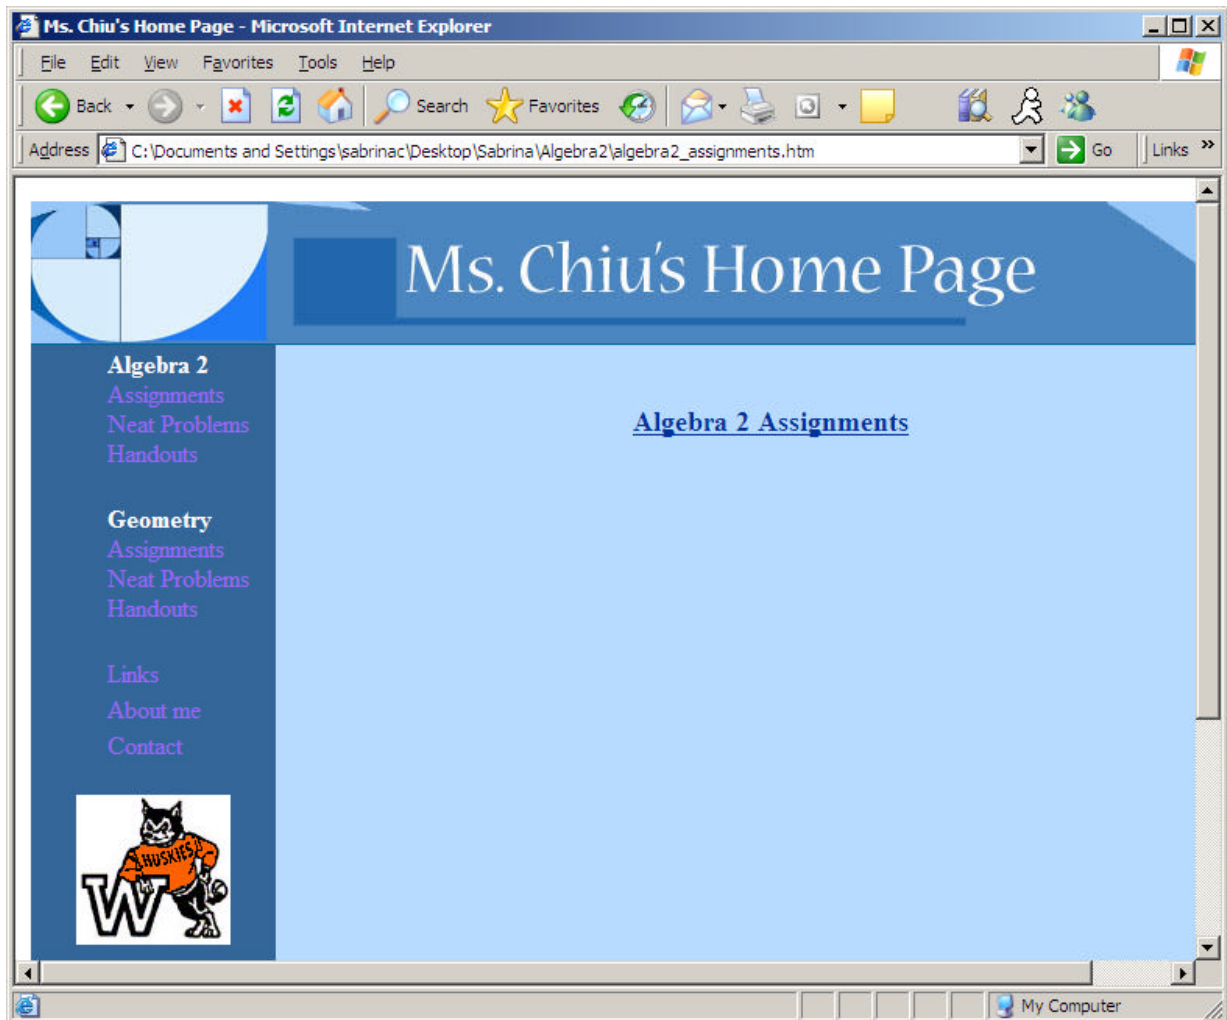 Ms. Chiu's Home Page - Microsoft Internet Explorer
File Edit View Favorites Tools Help
Back Search Favorites
Address C:\Documents and Settings\sabrinac\Desktop\Sabrina\Algebra2\algebra2_assignments.htm Go Links »
Ms. Chiu's Home Page
Algebra 2
Assignments
Neat Problems
Handouts
Geometry
Assignments
Neat Problems
Handouts
Links
About me
Contact
HUSKIES
W
Algebra 2 Assignments
My Computer